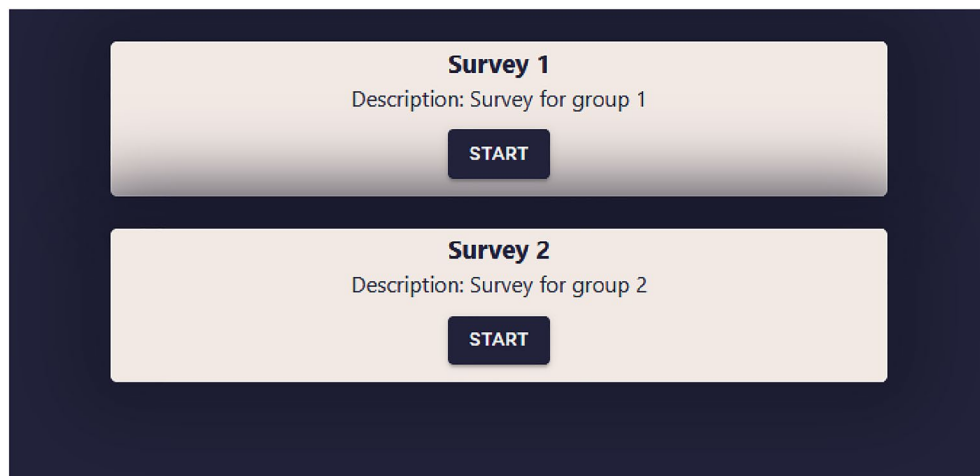 Survey 1
Description: Survey for group 1
START
Survey 2
Description: Survey for group 2
START